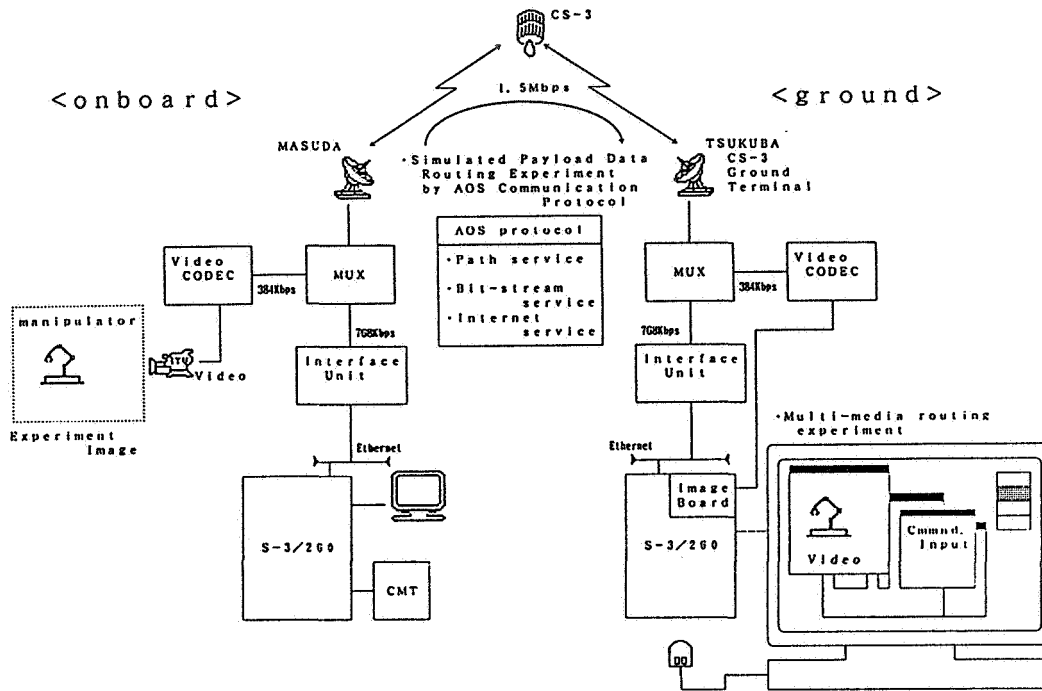 CS-3
1.5Mbps
<onboard>
<ground>
MASUDA
・Simulated Payload Data
Routing Experiment
by AOS Communication
Protocol
TSUKUBA
CS-3
Ground
Terminal
AOS protocol
・Path service
・Bit-stream
service
・Internet
service
Video
CODEC
384Kbps
MUX
768Kbps
Interface
Unit
manipulator
ITV
Video
Experiment
Image
Ethernet
S-3/260
CMT
MUX
384Kbps
Video
CODEC
768Kbps
Interface
Unit
Ethernet
Image
Board
S-3/260
・Multi-media routing
experiment
Video
Cmmnd.
Input